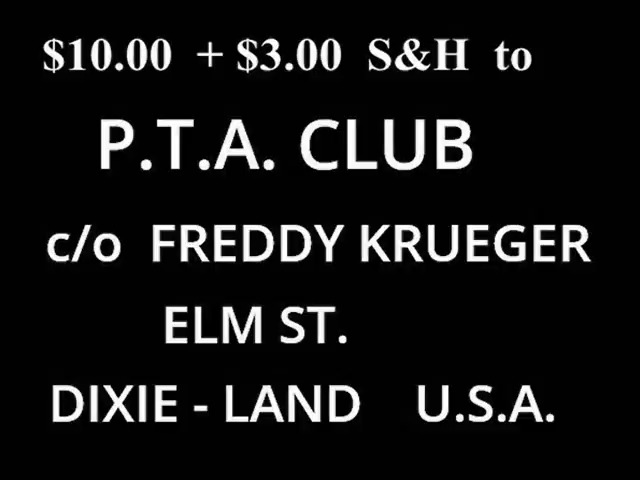 $10.00 + $3.00 S&H to
P.T.A. CLUB
c/o FREDDY KRUEGER
ELM ST.
DIXIE - LAND U.S.A.